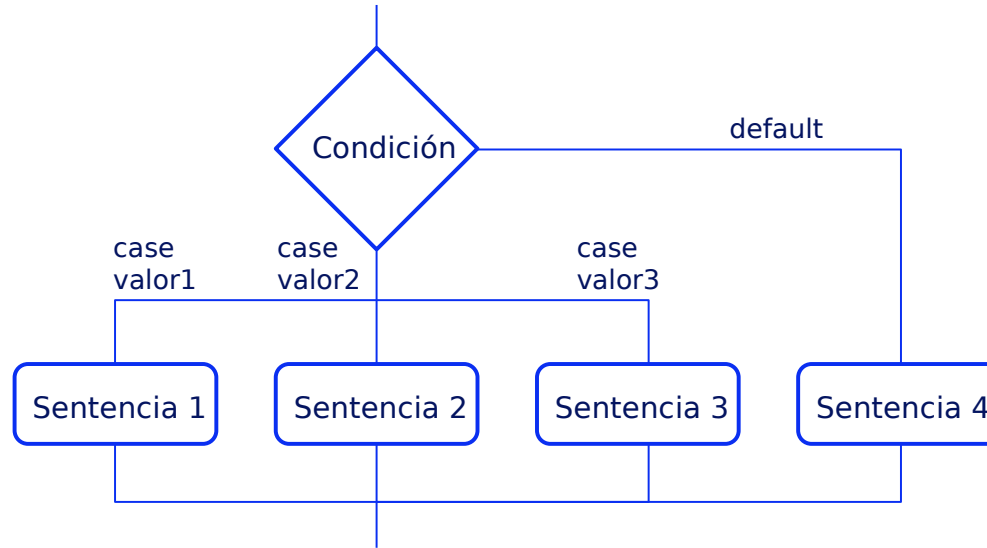 Condición
default
case
valor1
case
valor2
case
valor3
Sentencia 1
Sentencia 2
Sentencia 3
Sentencia 4